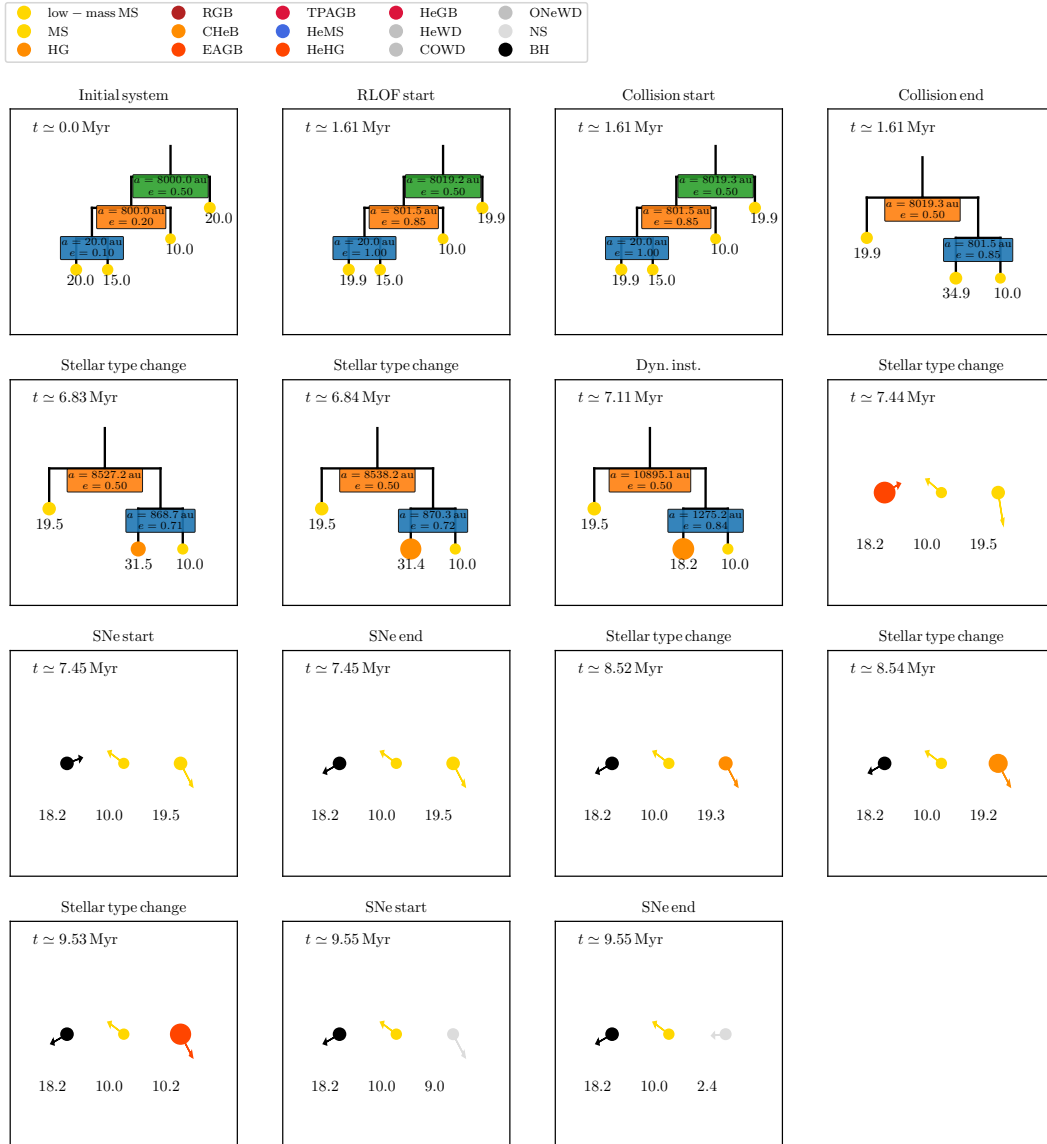 low − mass MS RGB TPAGB HeGB ONeWD
MS CHeB HeMS HeWD NS
HG EAGB HeHG COWD BH
Initial system
t ≃ 0.0 Myr
a = 8000.0 au
e = 0.50
20.0
a = 800.0 au
e = 0.20
10.0
a = 20.0 au
e = 0.10
20.0 15.0
RLOF start
t ≃ 1.61 Myr
a = 8019.2 au
e = 0.50
19.9
a = 801.5 au
e = 0.85
10.0
a = 20.0 au
e = 1.00
19.9 15.0
Collision start
t ≃ 1.61 Myr
a = 8019.3 au
e = 0.50
19.9
a = 801.5 au
e = 0.85
10.0
a = 20.0 au
e = 1.00
19.9 15.0
Collision end
t ≃ 1.61 Myr
a = 8019.3 au
e = 0.50
19.9
a = 801.5 au
e = 0.85
34.9 10.0
Stellar type change
t ≃ 6.83 Myr
a = 8527.2 au
e = 0.50
19.5
a = 868.7 au
e = 0.71
31.5 10.0
Stellar type change
t ≃ 6.84 Myr
a = 8538.2 au
e = 0.50
19.5
a = 870.3 au
e = 0.72
31.4 10.0
Dyn. inst.
t ≃ 7.11 Myr
a = 10895.1 au
e = 0.50
19.5
a = 1275.2 au
e = 0.84
18.2 10.0
Stellar type change
t ≃ 7.44 Myr
18.2 10.0 19.5
SNe start
t ≃ 7.45 Myr
18.2 10.0 19.5
SNe end
t ≃ 7.45 Myr
18.2 10.0 19.5
Stellar type change
t ≃ 8.52 Myr
18.2 10.0 19.3
Stellar type change
t ≃ 8.54 Myr
18.2 10.0 19.2
Stellar type change
t ≃ 9.53 Myr
18.2 10.0 10.2
SNe start
t ≃ 9.55 Myr
18.2 10.0 9.0
SNe end
t ≃ 9.55 Myr
18.2 10.0 2.4